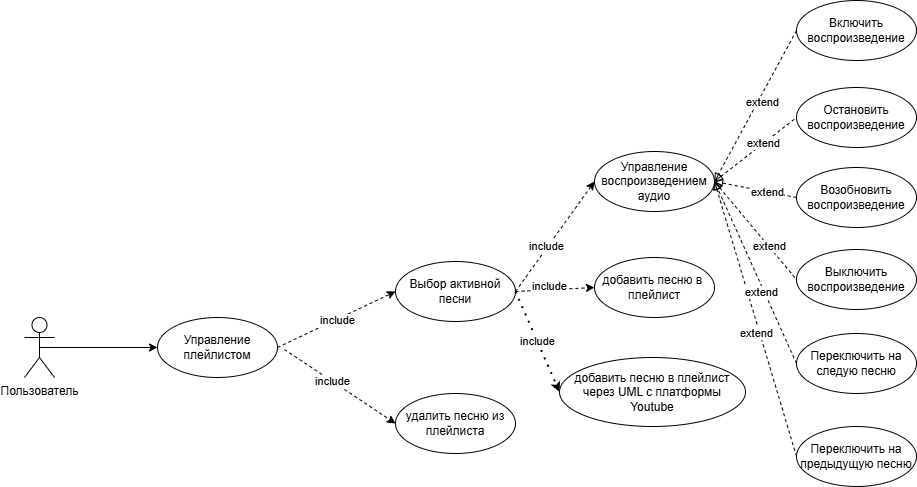 Включить
воспроизведение
extend
Остановить
воспроизведение
extend
Управление
воспроизведением
аудио
extend
Возобновить
воспроизведение
include
extend
Выбор активной
песни
include
добавить песню в
плейлист
Выключить
воспроизведение
extend
include
Управление
плейлистом
extend
include
Переключить на
следую песню
Пользователь
include
добавить песню в плейлист
через UML с платформы
Youtube
удалить песню из
плейлиста
Переключить на
предыдущую песню